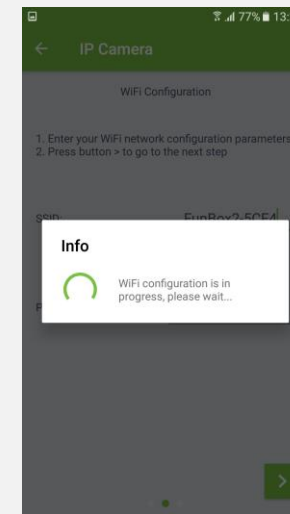 77% 13:
IP Camera
WiFi Configuration
1. Enter your WiFi network configuration parameters
2. Press button > to go to the next step
SSID: FunBox2-5CF4
Info
WiFi configuration is in
progress, please wait...